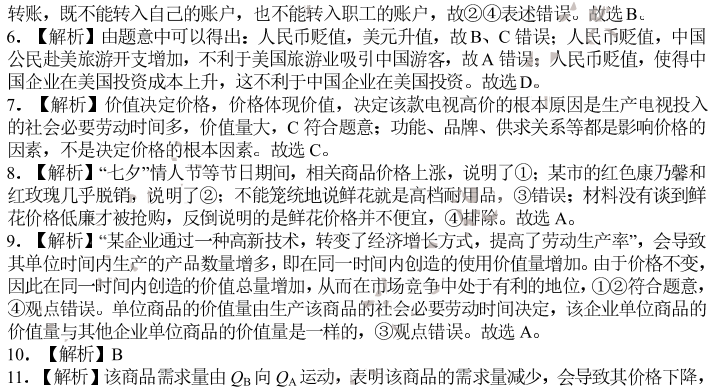 转账，既不能转入自己的账户，也不能转入职工的账户，故②④表述错误。故选B。
6．【解析】由题意中可以得出：人民币贬值，美元升值，故B、C 错误；人民币贬值，中国
公民赴美旅游开支增加，不利于美国旅游业吸引中国游客，故A 错误；人民币贬值，使得中
国企业在美国投资成本上升，这不利于中国企业在美国投资。故选D。
7．【解析】价值决定价格，价格体现价值，决定该款电视高价的根本原因是生产电视投入
的社会必要劳动时间多，价值量大，C 符合题意；功能、品牌、供求关系等都是影响价格的
因素，不是决定价格的根本因素。故选 C。
8．【解析】“七夕”情人节等节日期间，相关商品价格上涨，说明了①；某市的红色康乃馨和
红玫瑰几乎脱销，说明了②；不能笼统地说鲜花就是高档耐用品，③错误；材料没有谈到鲜
花价格低廉才被抢购，反倒说明的是鲜花价格并不便宜，④排除。故选 A。
9．【解析】“某企业通过一种高新技术，转变了经济增长方式，提高了劳动生产率”，会导致
其单位时间内生产的产品数量增多，即在同一时间内创造的使用价值量增加。由于价格不变，
因此在同一时间内创造的价值总量增加，从而在市场竞争中处于有利的地位，①②符合题意，
④观点错误。单位商品的价值量由生产该商品的社会必要劳动时间决定，该企业单位商品的
价值量与其他企业单位商品的价值量是一样的，③观点错误。故选 A。
10．【解析】B
11．【解析】该商品需求量由 QB 向 QA 运动，表明该商品的需求量减少，会导致其价格下降，